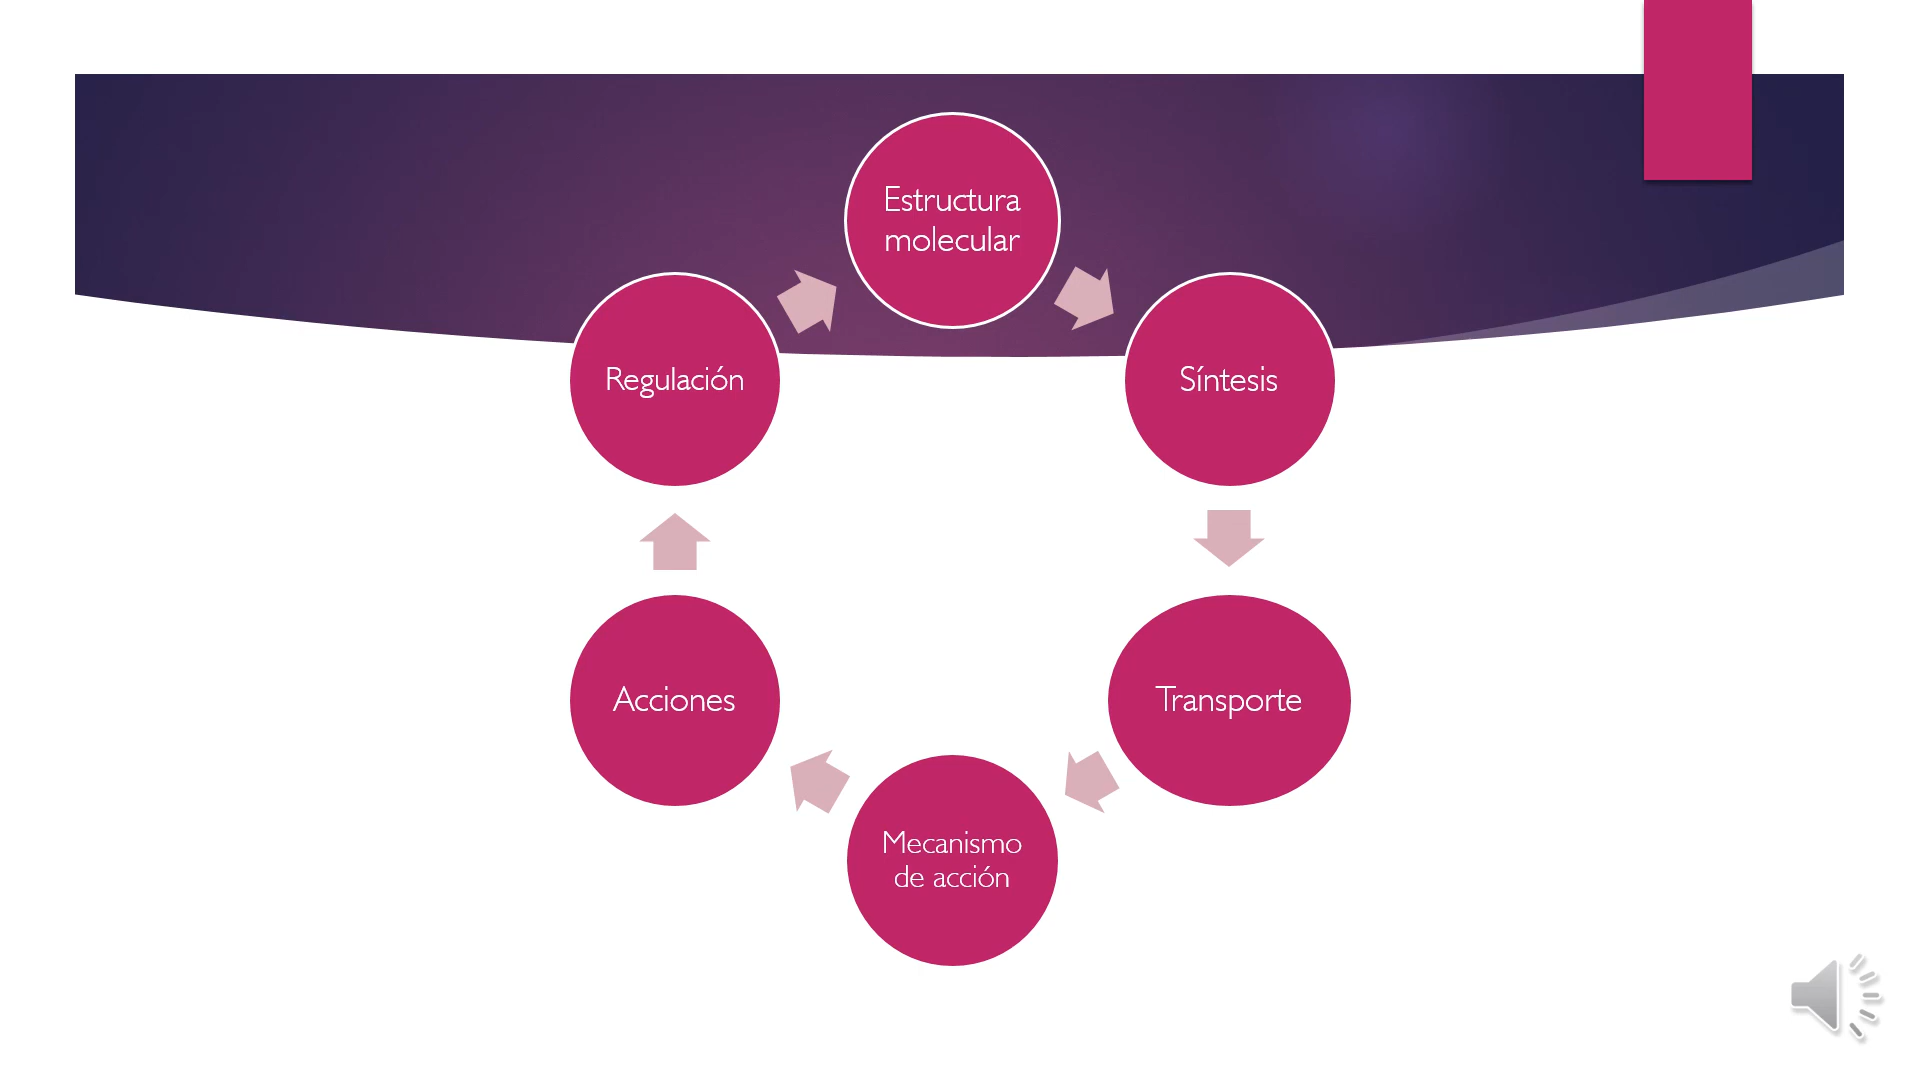 Estructura
molecular
Síntesis
Transporte
Mecanismo
de acción
Acciones
Regulación